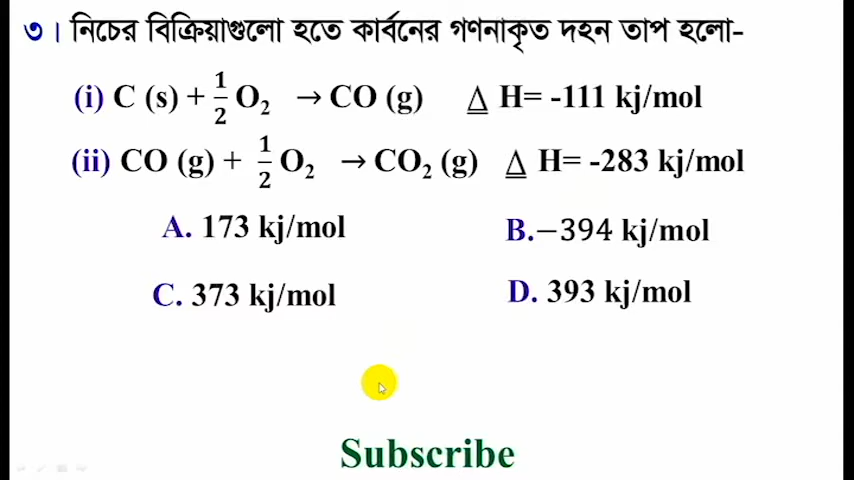 ৩। নিচের বিক্রিয়াগুলো হতে কার্বনের গণনাকৃত দহন তাপ হলো-
(i) C (s) + 1/2 O₂ → CO (g) Δ H= -111 kj/mol
(ii) CO (g) + 1/2 O₂ → CO₂ (g) Δ H= -283 kj/mol
A. 173 kj/mol B.−394 kj/mol
C. 373 kj/mol D. 393 kj/mol
Subscribe